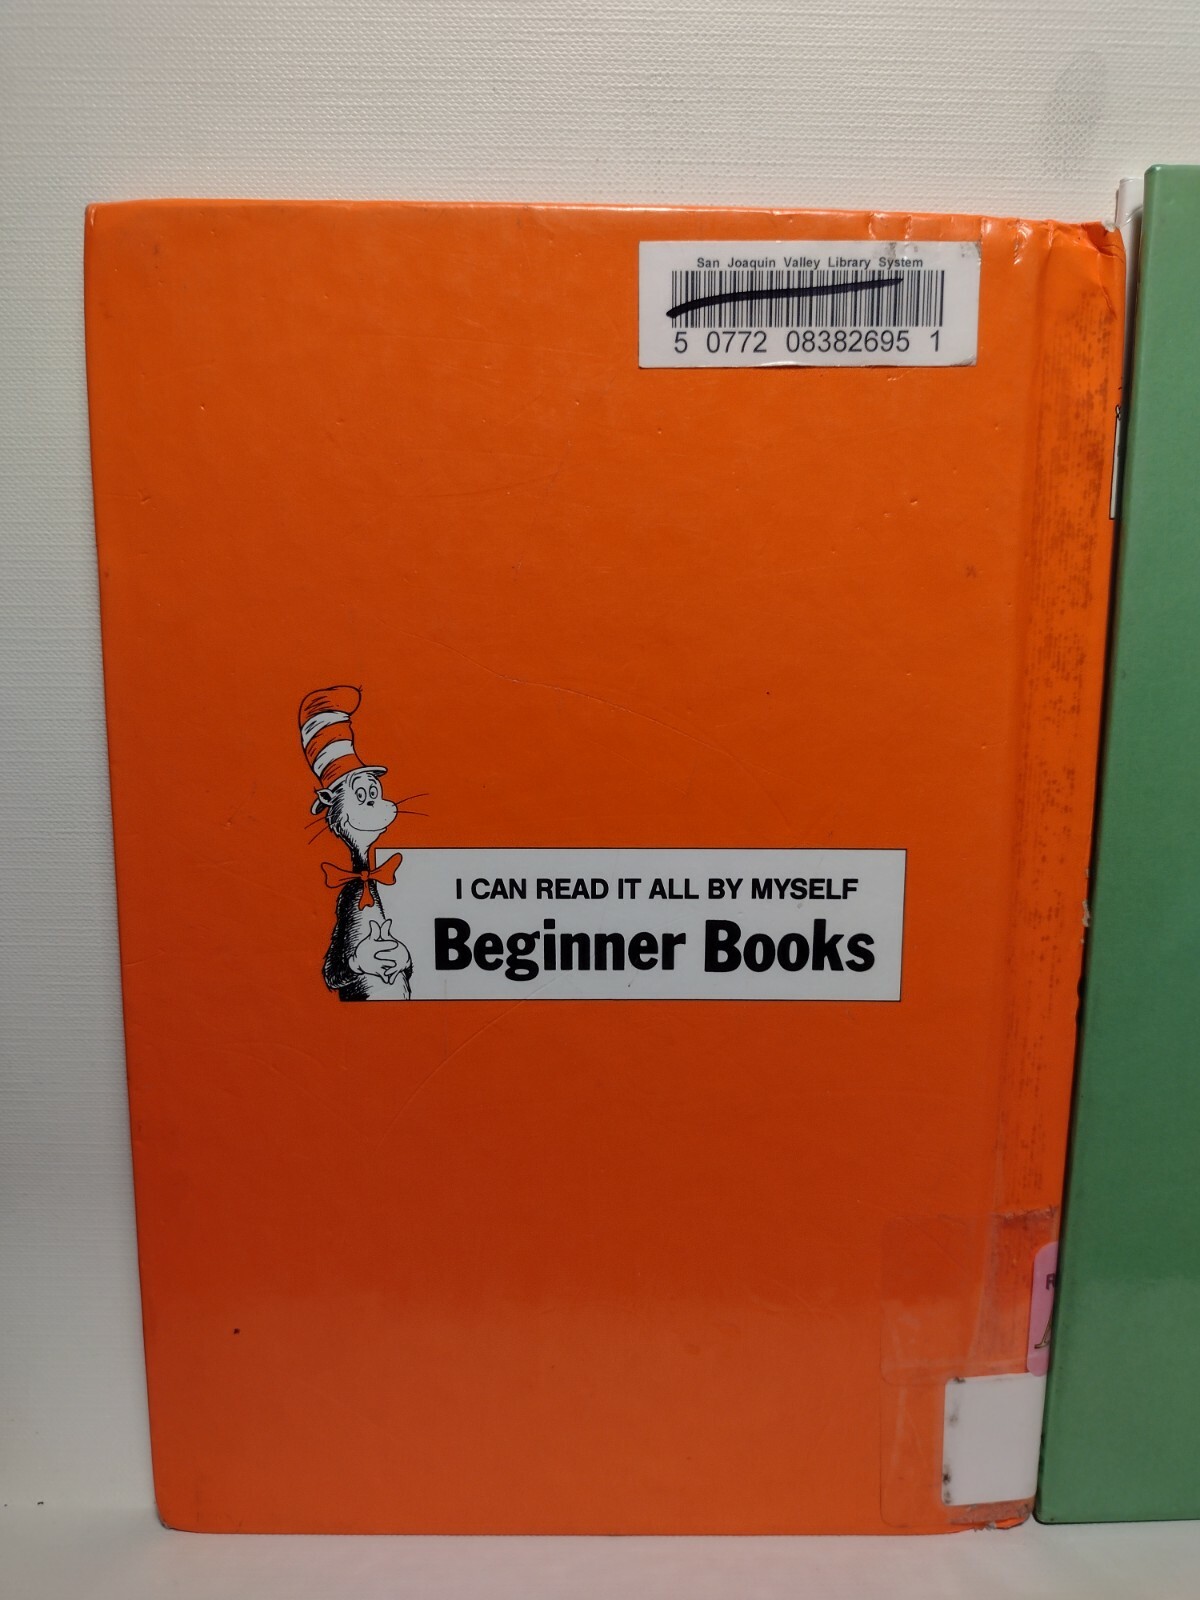 San Joaquin Valley Library System
5 0772 08382695 1
I CAN READ IT ALL BY MYSELF
Beginner Books